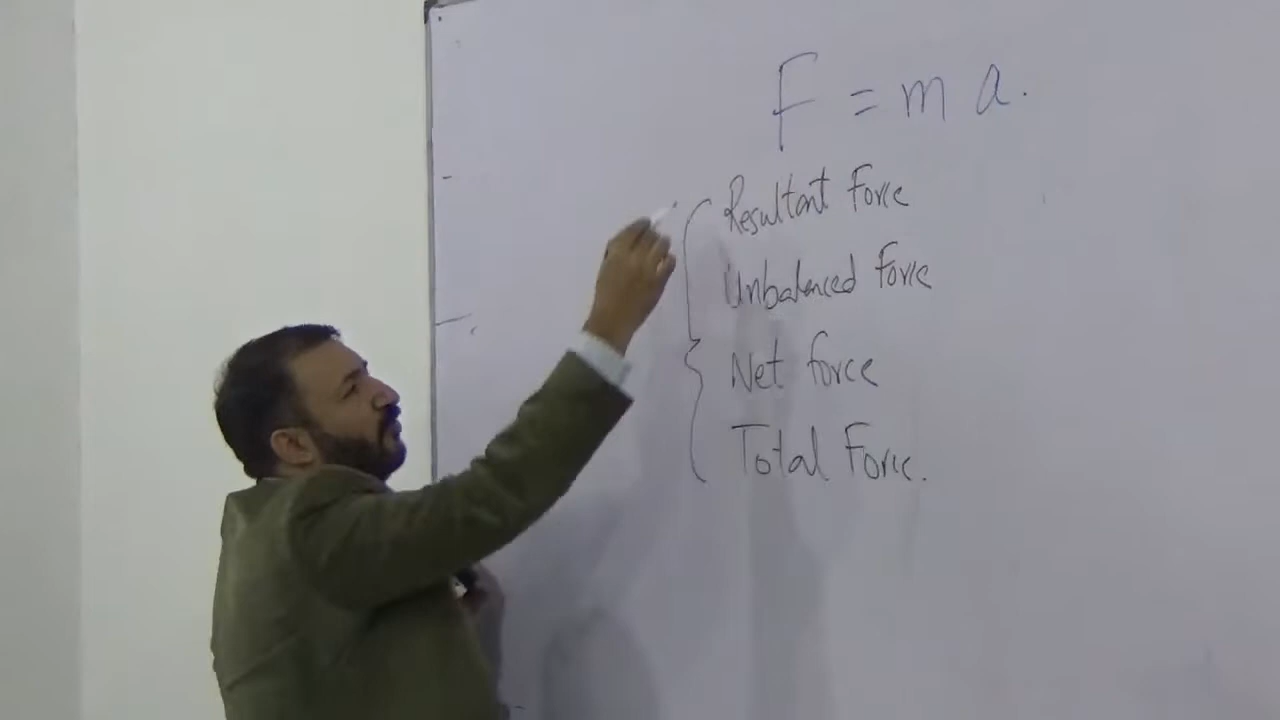 F = m a.
Resultant Force
Unbalanced Force
Net force
Total Force.